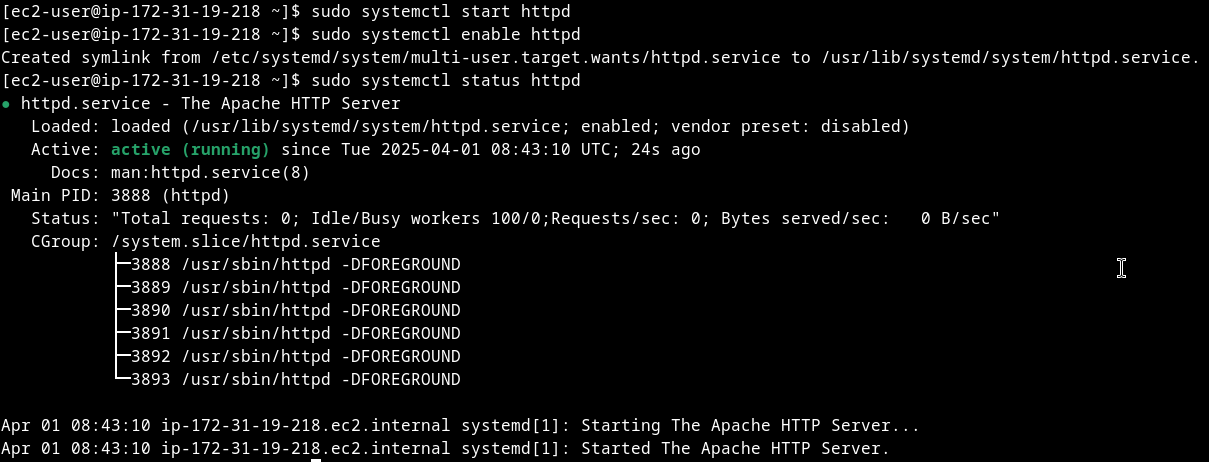 [ec2-user@ip-172-31-19-218 ~]$ sudo systemctl start httpd
[ec2-user@ip-172-31-19-218 ~]$ sudo systemctl enable httpd
Created symlink from /etc/systemd/system/multi-user.target.wants/httpd.service to /usr/lib/systemd/system/httpd.service.
[ec2-user@ip-172-31-19-218 ~]$ sudo systemctl status httpd
● httpd.service - The Apache HTTP Server
   Loaded: loaded (/usr/lib/systemd/system/httpd.service; enabled; vendor preset: disabled)
   Active: active (running) since Tue 2025-04-01 08:43:10 UTC; 24s ago
     Docs: man:httpd.service(8)
 Main PID: 3888 (httpd)
   Status: "Total requests: 0; Idle/Busy workers 100/0;Requests/sec: 0; Bytes served/sec:   0 B/sec"
   CGroup: /system.slice/httpd.service
           ├─3888 /usr/sbin/httpd -DFOREGROUND
           ├─3889 /usr/sbin/httpd -DFOREGROUND
           ├─3890 /usr/sbin/httpd -DFOREGROUND
           ├─3891 /usr/sbin/httpd -DFOREGROUND
           ├─3892 /usr/sbin/httpd -DFOREGROUND
           └─3893 /usr/sbin/httpd -DFOREGROUND

Apr 01 08:43:10 ip-172-31-19-218.ec2.internal systemd[1]: Starting The Apache HTTP Server...
Apr 01 08:43:10 ip-172-31-19-218.ec2.internal systemd[1]: Started The Apache HTTP Server.